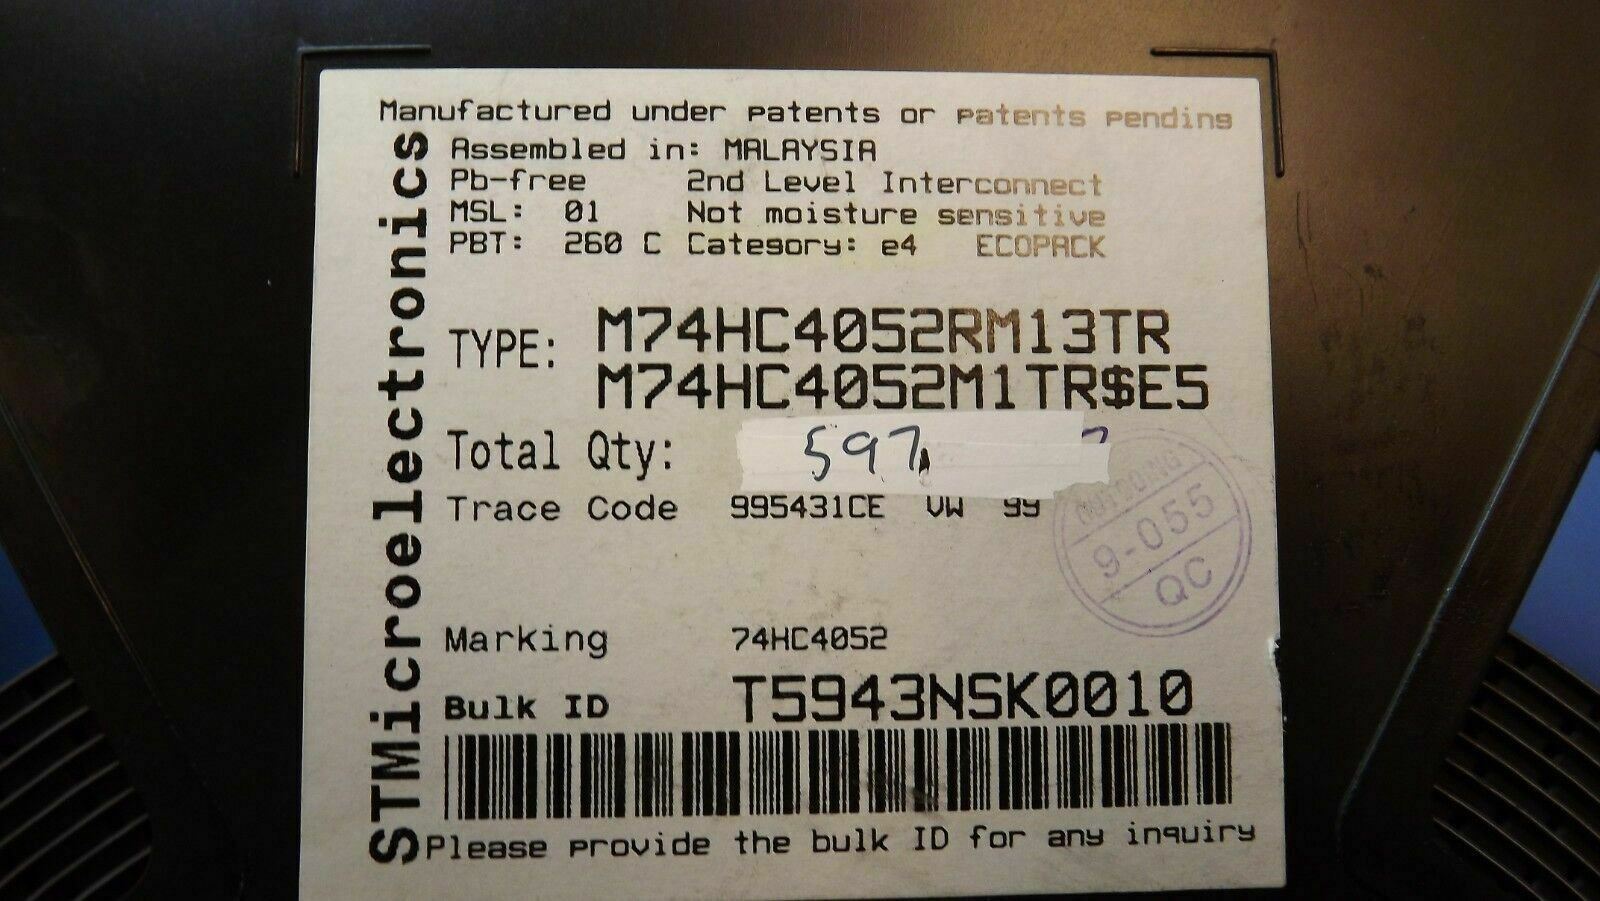 Manufactured under patents or patents pending
STMicroelectronics
Assembled in: MALAYSIA
Pb-free 2nd Level Interconnect
MSL: 01 Not moisture sensitive
PBT: 260 C Category: e4 ECOPACK
TYPE: M74HC4052RM13TR
M74HC4052M1TR$E5
Total Qty: 597
Trace Code 995431CE VW 99
9-055
QC
Marking 74HC4052
Bulk ID T5943NSK0010
Please provide the bulk ID for any inquiry